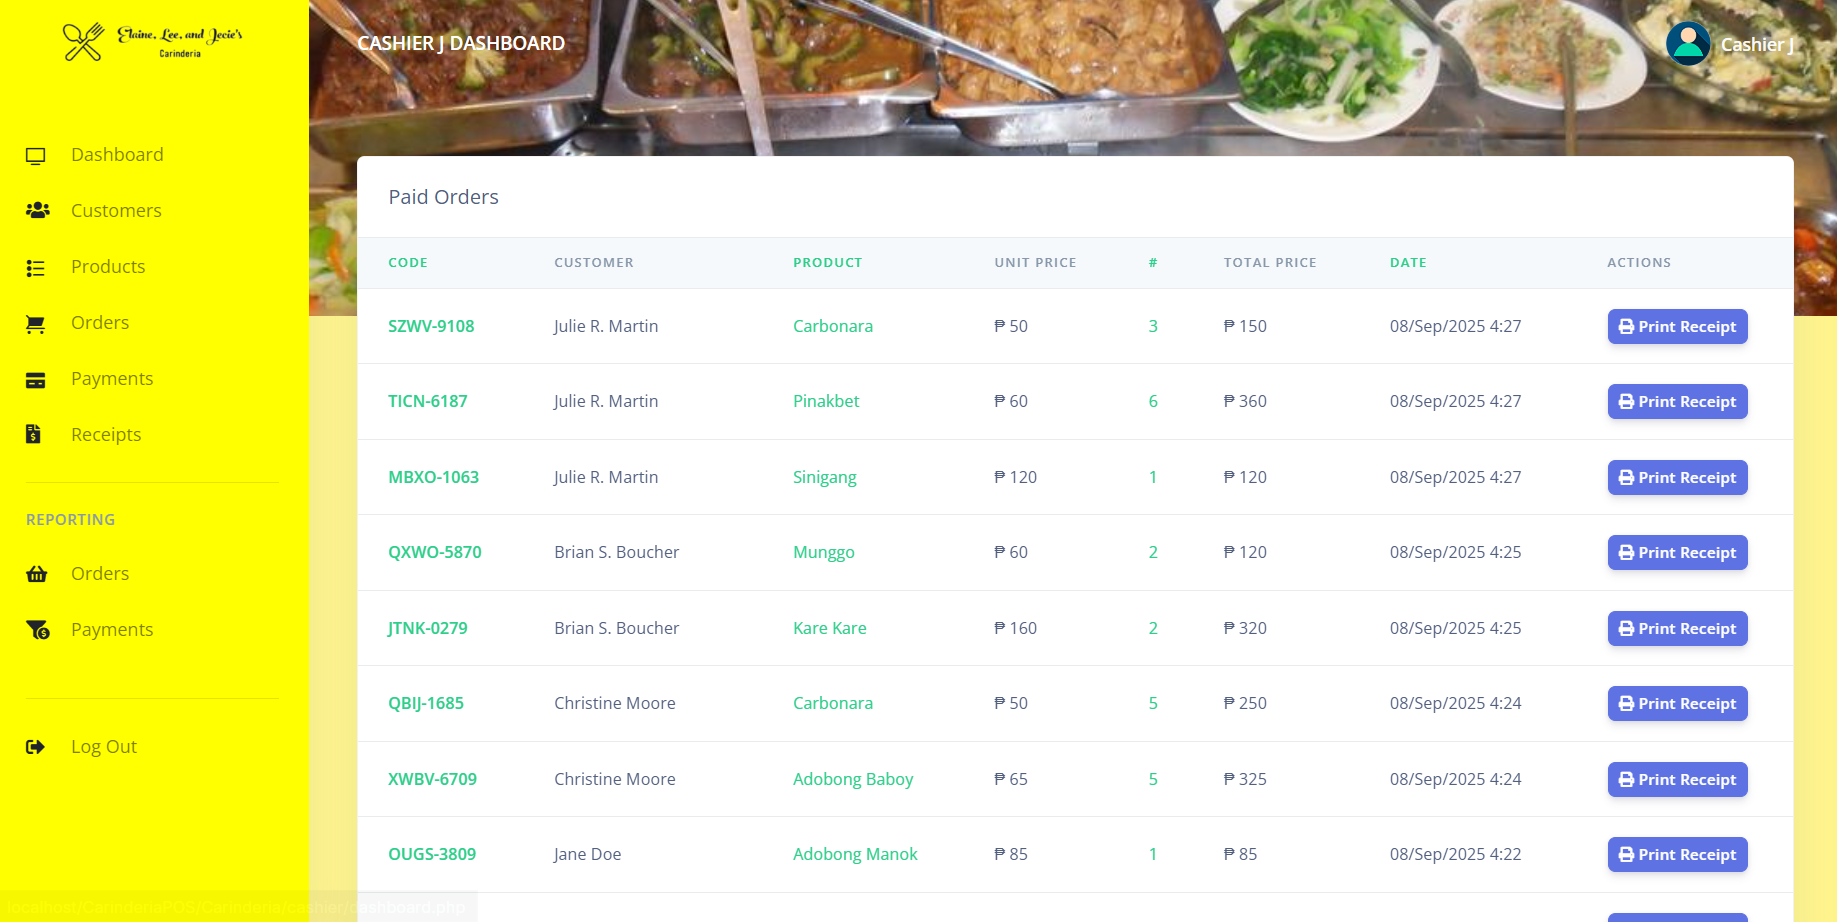 Elaine, Lee, and Jecie's
Carinderia
CASHIER J DASHBOARD
Cashier J
Dashboard
Customers
Products
Orders
Payments
Receipts
REPORTING
Orders
Payments
Log Out
Paid Orders
CODE CUSTOMER PRODUCT UNIT PRICE # TOTAL PRICE DATE ACTIONS
SZWV-9108 Julie R. Martin Carbonara ₱ 50 3 ₱ 150 08/Sep/2025 4:27 Print Receipt
TICN-6187 Julie R. Martin Pinakbet ₱ 60 6 ₱ 360 08/Sep/2025 4:27 Print Receipt
MBXO-1063 Julie R. Martin Sinigang ₱ 120 1 ₱ 120 08/Sep/2025 4:27 Print Receipt
QXWO-5870 Brian S. Boucher Munggo ₱ 60 2 ₱ 120 08/Sep/2025 4:25 Print Receipt
JTNK-0279 Brian S. Boucher Kare Kare ₱ 160 2 ₱ 320 08/Sep/2025 4:25 Print Receipt
QBIJ-1685 Christine Moore Carbonara ₱ 50 5 ₱ 250 08/Sep/2025 4:24 Print Receipt
XWBV-6709 Christine Moore Adobong Baboy ₱ 65 5 ₱ 325 08/Sep/2025 4:24 Print Receipt
OUGS-3809 Jane Doe Adobong Manok ₱ 85 1 ₱ 85 08/Sep/2025 4:22 Print Receipt
localhost/CarinderiaPOS/Carinderia/cashier/dashboard.php